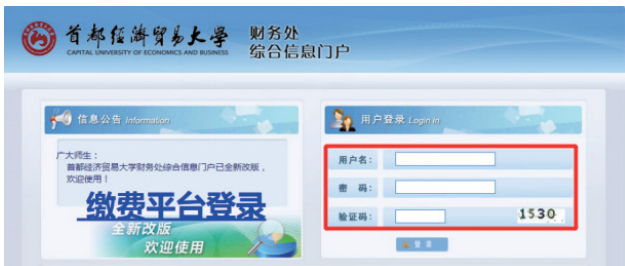 首都经济贸易大学
CAPITAL UNIVERSITY OF ECONOMICS AND BUSINESS
财务处
综合信息门户
信息公告 Information
广大师生：
首都经济贸易大学财务处综合信息门户已全新改版，
欢迎使用！
缴费平台登录
全新改版
欢迎使用
用户登录 Login in
用户名：
密 码：
验证码：
1530
登 录